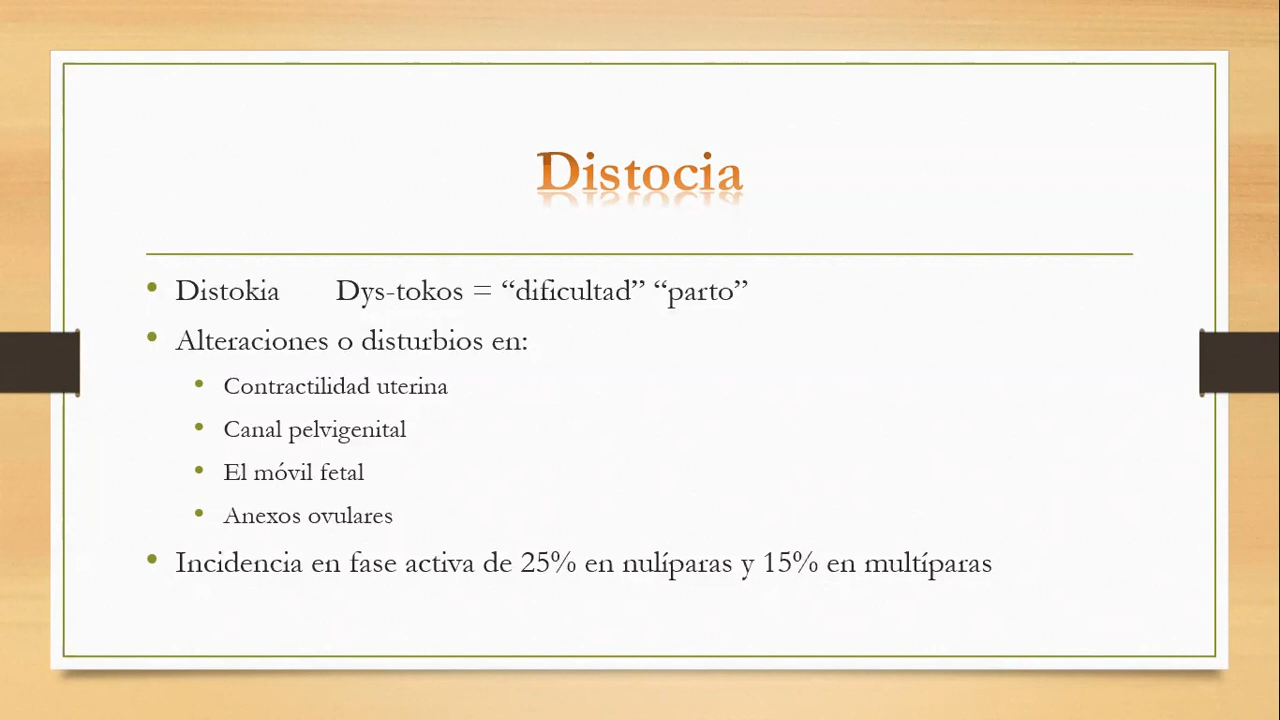 Distocia
• Distokia Dys-tokos = “dificultad” “parto”
• Alteraciones o disturbios en:
• Contractilidad uterina
• Canal pelvigenital
• El móvil fetal
• Anexos ovulares
• Incidencia en fase activa de 25% en nulíparas y 15% en multíparas